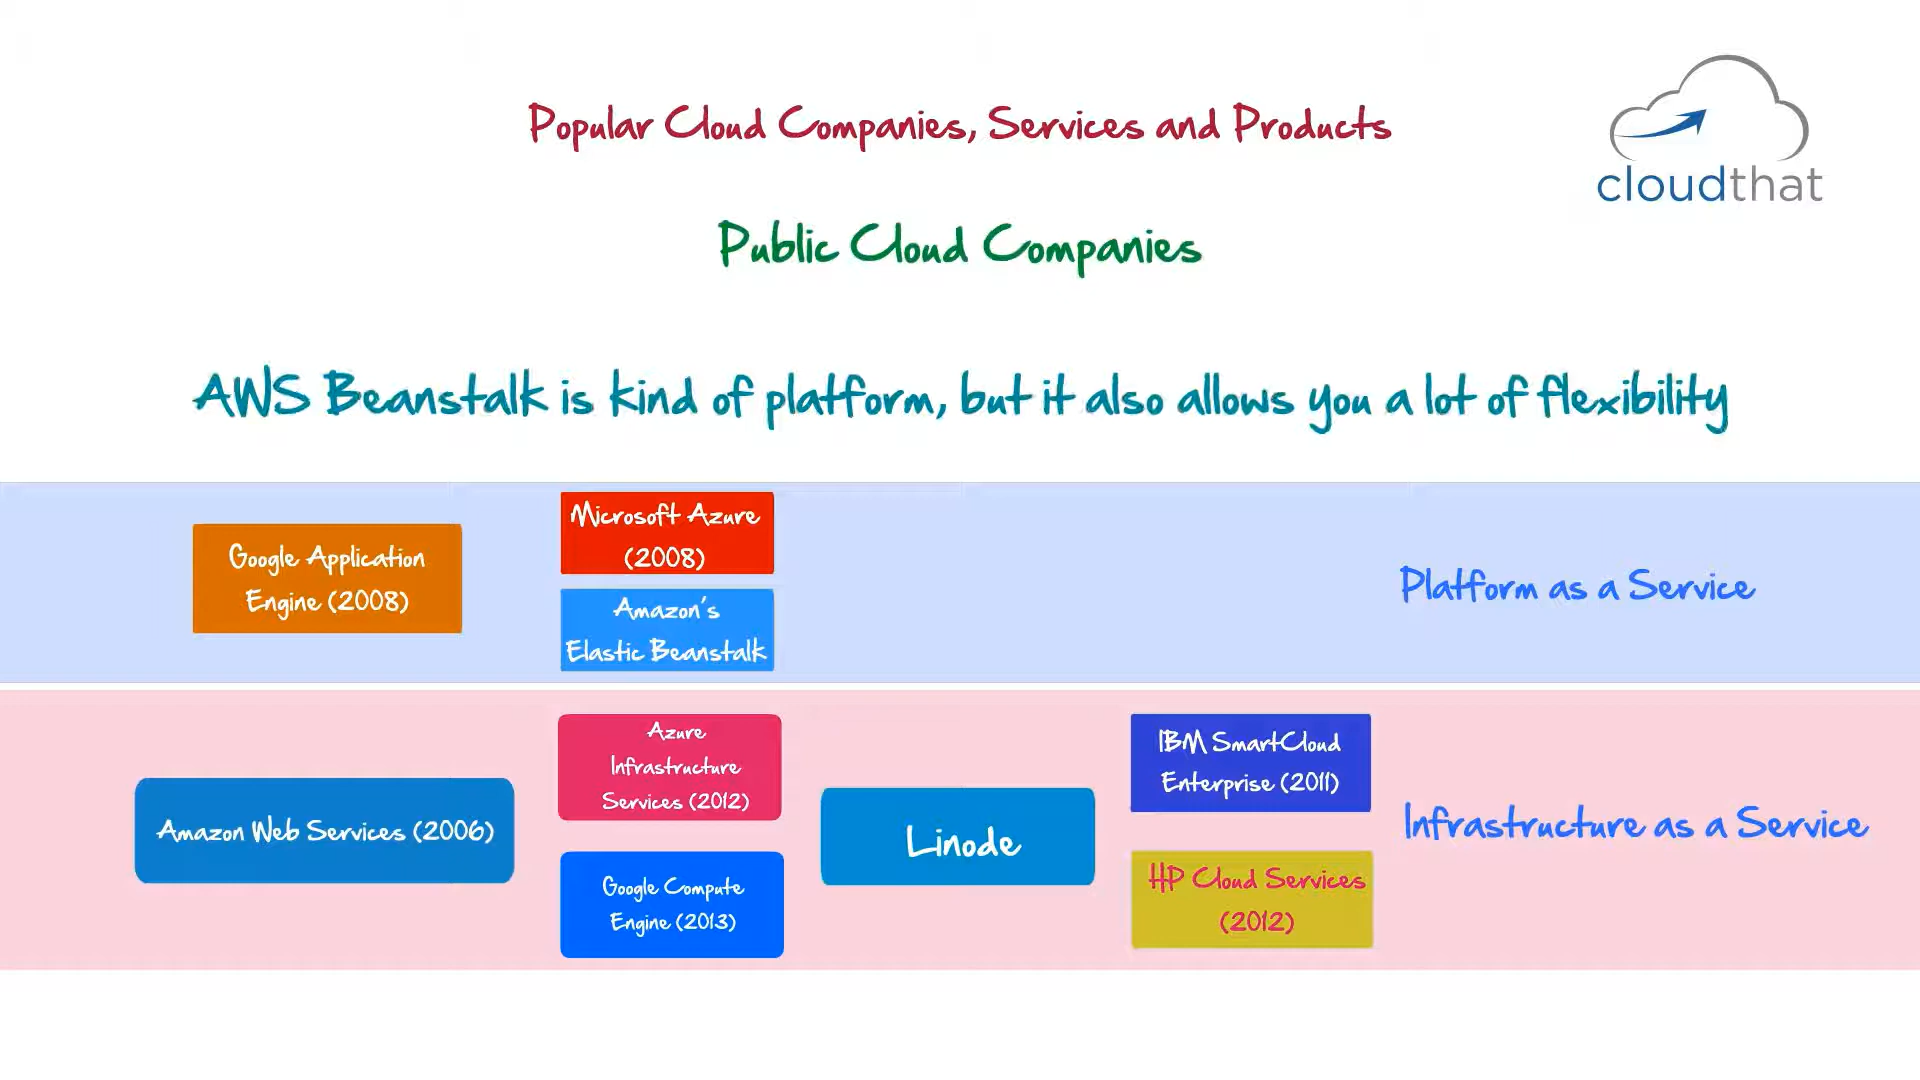 Popular Cloud Companies, Services and Products
cloudthat
Public Cloud Companies
AWS Beanstalk is kind of platform, but it also allows you a lot of flexibility
Google Application
Engine (2008)
Microsoft Azure
(2008)
Amazon's
Elastic Beanstalk
Platform as a Service
Amazon Web Services (2006)
Azure
Infrastructure
Services (2012)
Google Compute
Engine (2013)
Linode
IBM SmartCloud
Enterprise (2011)
HP Cloud Services
(2012)
Infrastructure as a Service